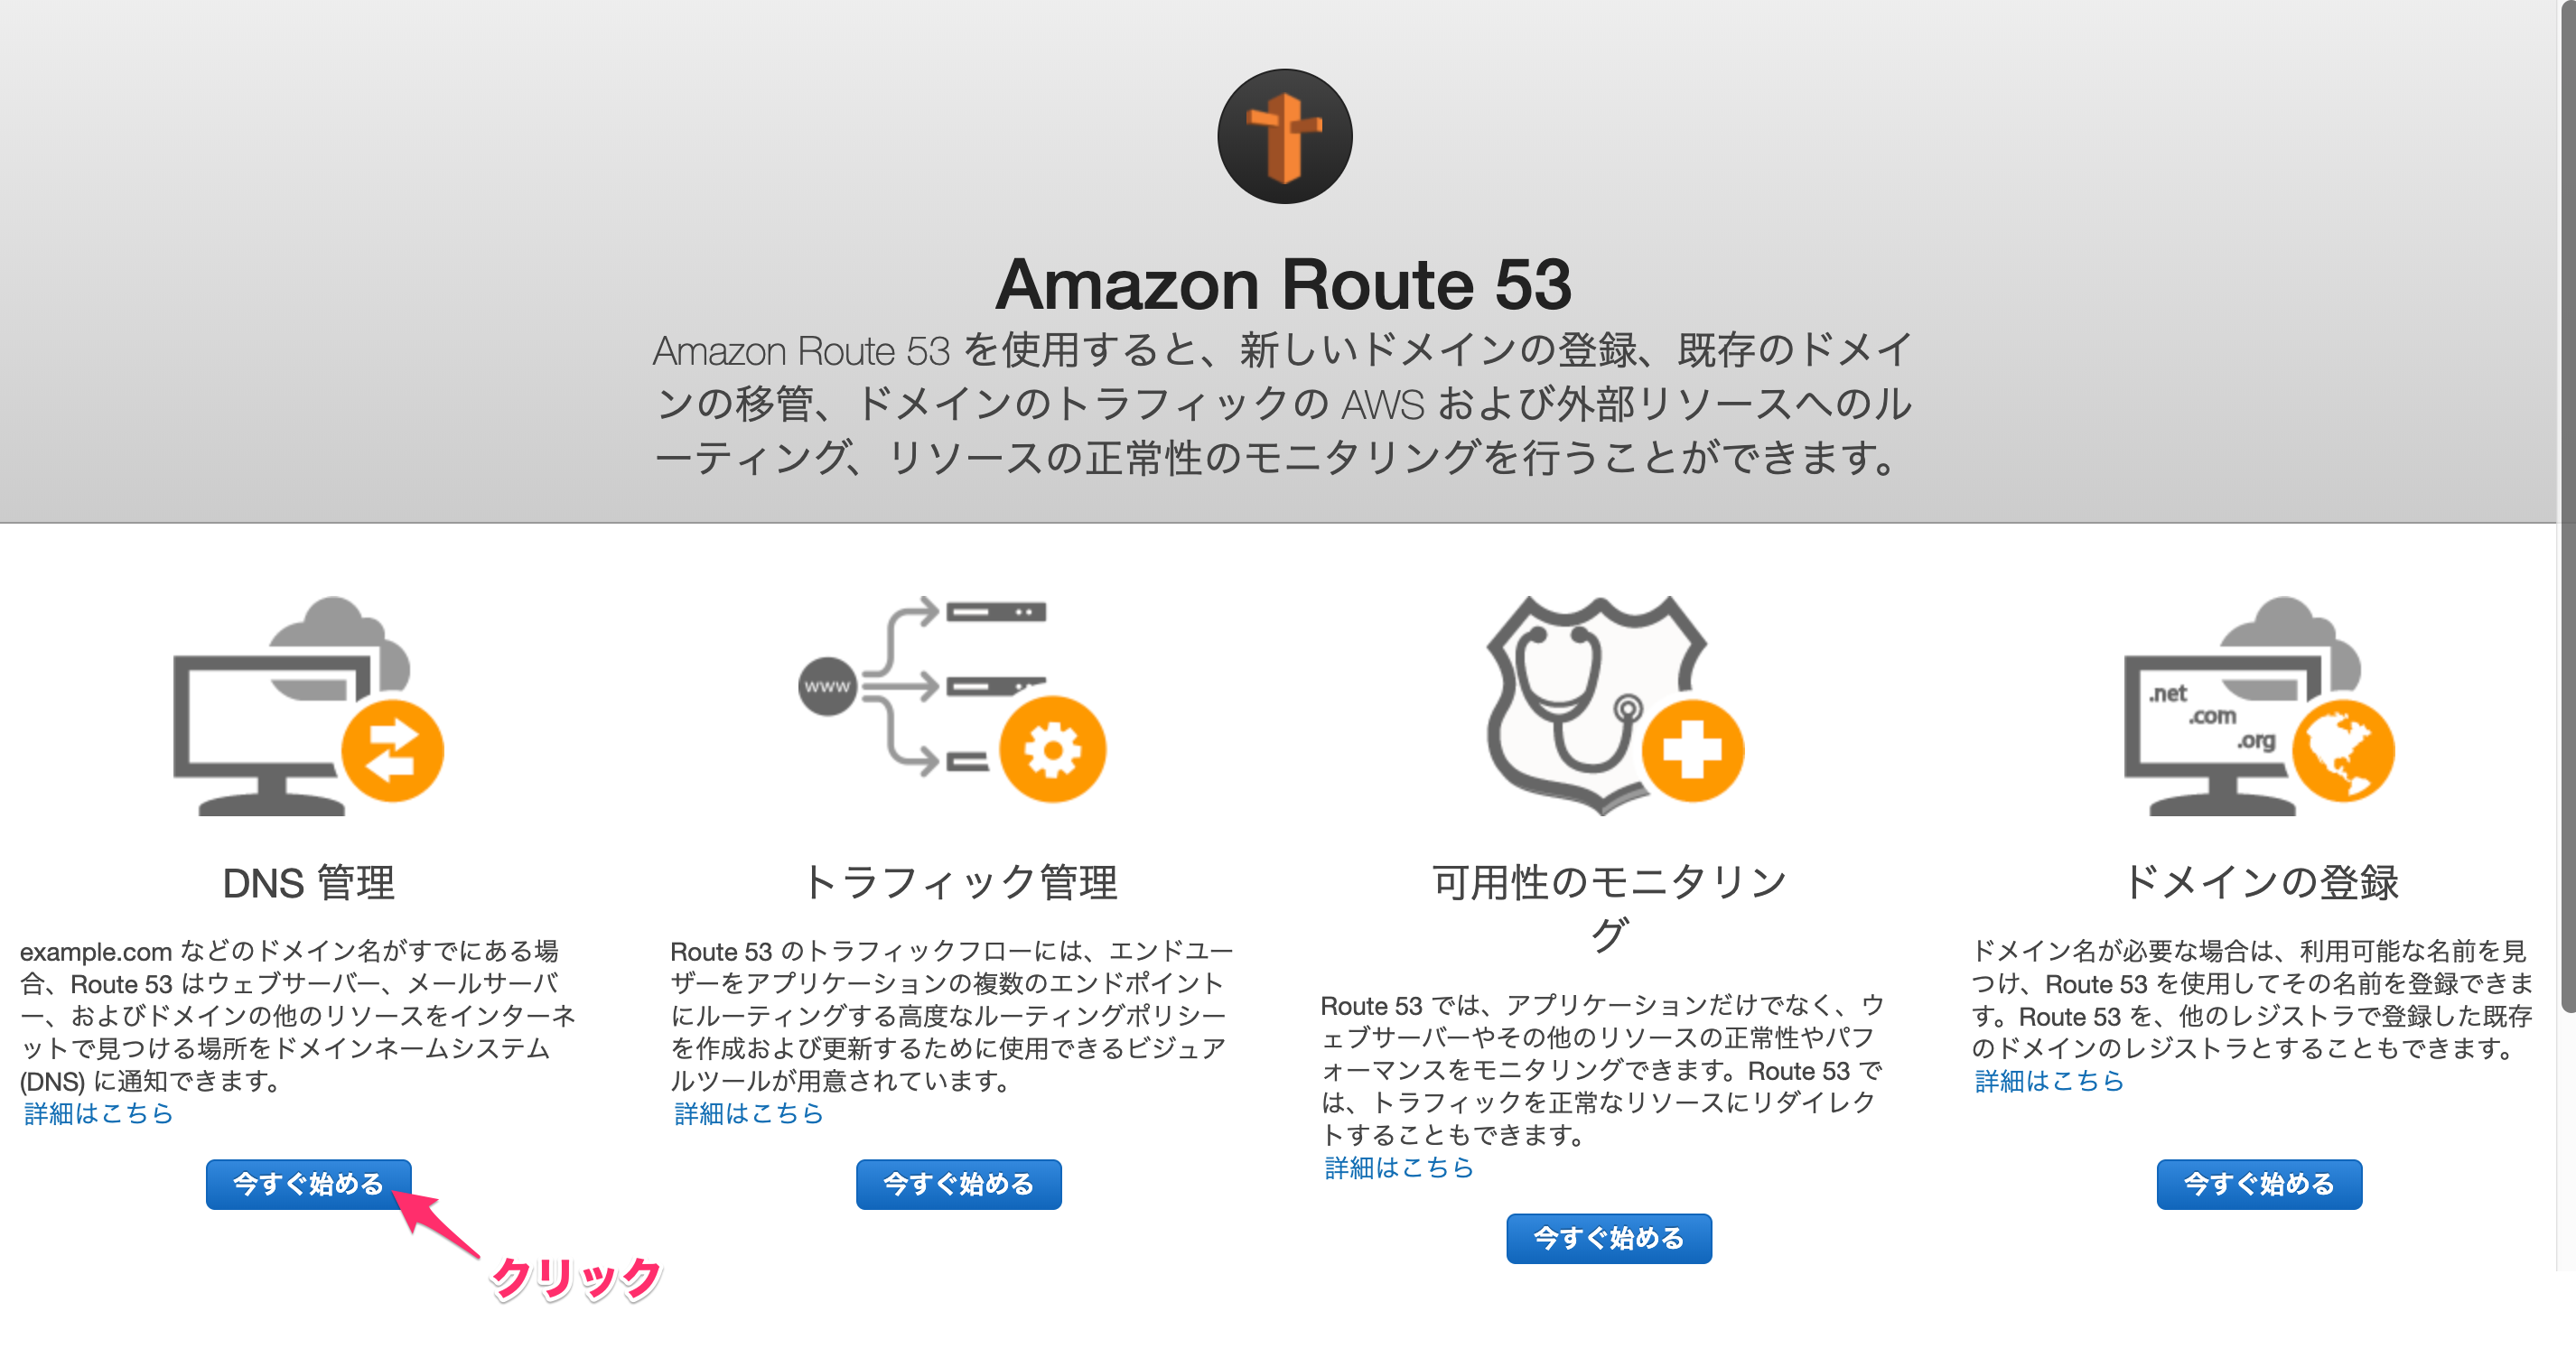 Amazon Route 53
Amazon Route 53 を使用すると、新しいドメインの登録、既存のドメイ
ンの移管、ドメインのトラフィックの AWS および外部リソースへのル
ーティング、リソースの正常性のモニタリングを行うことができます。
www
.net
.com
.org
DNS 管理
example.com などのドメイン名がすでにある場
合、Route 53 はウェブサーバー、メールサーバ
ー、およびドメインの他のリソースをインターネ
ットで見つける場所をドメインネームシステム
(DNS) に通知できます。
詳細はこちら
今すぐ始める
クリック
トラフィック管理
Route 53 のトラフィックフローには、エンドユー
ザーをアプリケーションの複数のエンドポイント
にルーティングする高度なルーティングポリシー
を作成および更新するために使用できるビジュア
ルツールが用意されています。
詳細はこちら
今すぐ始める
可用性のモニタリン
グ
Route 53 では、アプリケーションだけでなく、ウ
ェブサーバーやその他のリソースの正常性やパフ
ォーマンスをモニタリングできます。Route 53 で
は、トラフィックを正常なリソースにリダイレク
トすることもできます。
詳細はこちら
今すぐ始める
ドメインの登録
ドメイン名が必要な場合は、利用可能な名前を見
つけ、Route 53 を使用してその名前を登録できま
す。Route 53 を、他のレジストラで登録した既存
のドメインのレジストラとすることもできます。
詳細はこちら
今すぐ始める